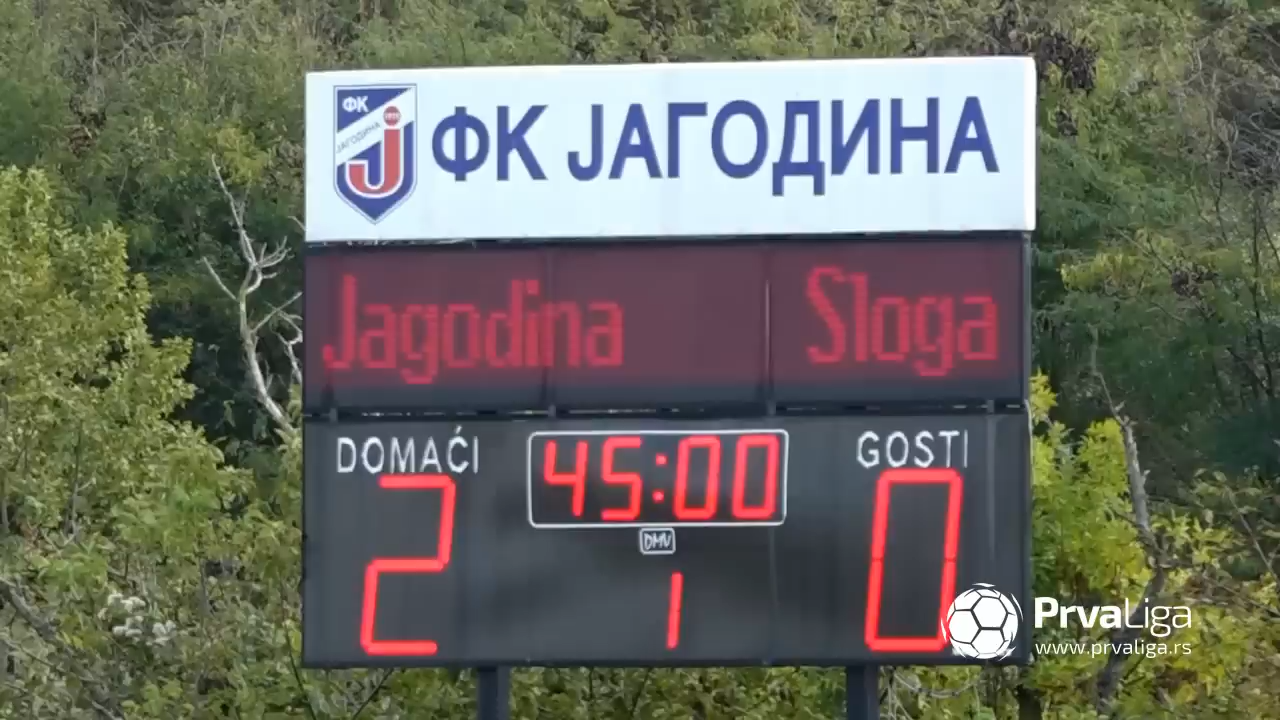 ФК
ЈАГОДИНА
ФК ЈАГОДИНА
Jagodina Sloga
DOMAĆI 45:00 GOSTI
2 0
DMV
1
PrvaLiga
www.prvaliga.rs